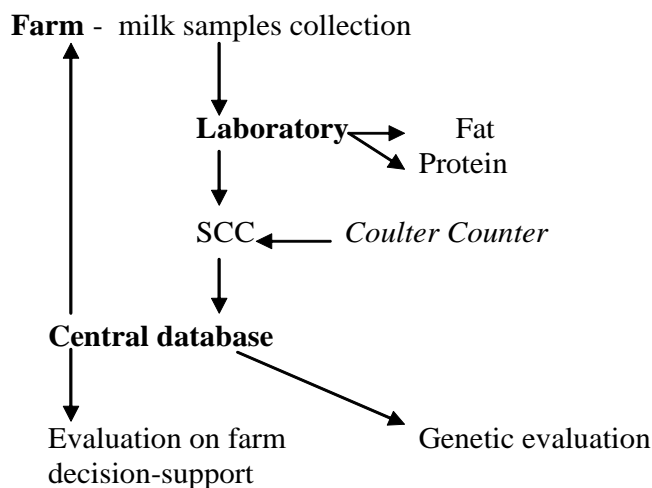 Farm - milk samples collection
Laboratory
Fat
Protein
SCC
Coulter Counter
Central database
Evaluation on farm
decision-support
Genetic evaluation